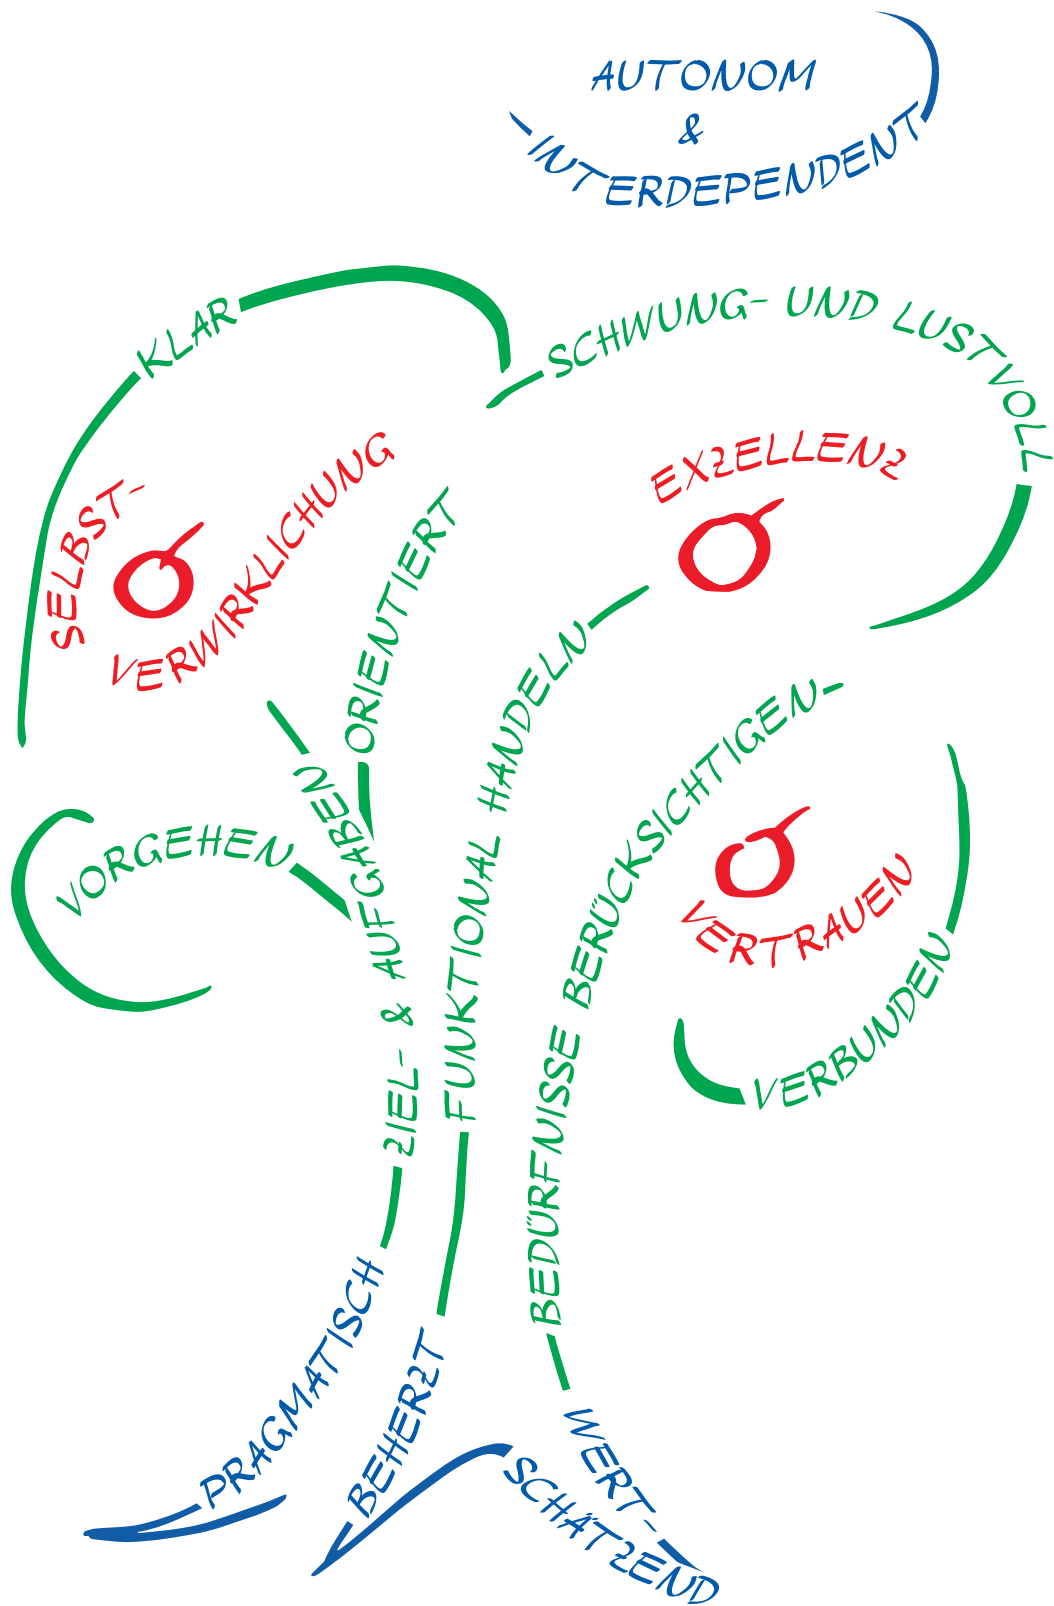 AUTONOM
&
INTERDEPENDENT
KLAR
SCHWUNG- UND LUSTVOLL
SELBST-
VERWIRKLICHUNG
EXZELLENZ
ORIENTIERT
VORGEHEN
ZIEL- & AUFGABEN
FUNKTIONAL HANDELN
BEDÜRFNISSE BERÜCKSICHTIGEN
VERTRAUEN
VERBUNDEN
PRAGMATISCH
BEHERZT
WERT-
SCHÄTZEND